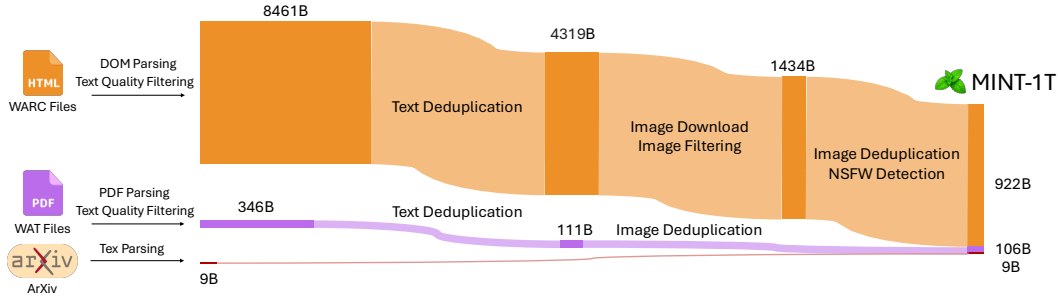 8461B
4319B
1434B
MINT-1T
HTML
WARC Files
DOM Parsing
Text Quality Filtering
Text Deduplication
Image Download
Image Filtering
Image Deduplication
NSFW Detection
922B
PDF
WAT Files
PDF Parsing
Text Quality Filtering
346B
Text Deduplication
111B
Image Deduplication
106B
arXiv
ArXiv
Tex Parsing
9B
9B